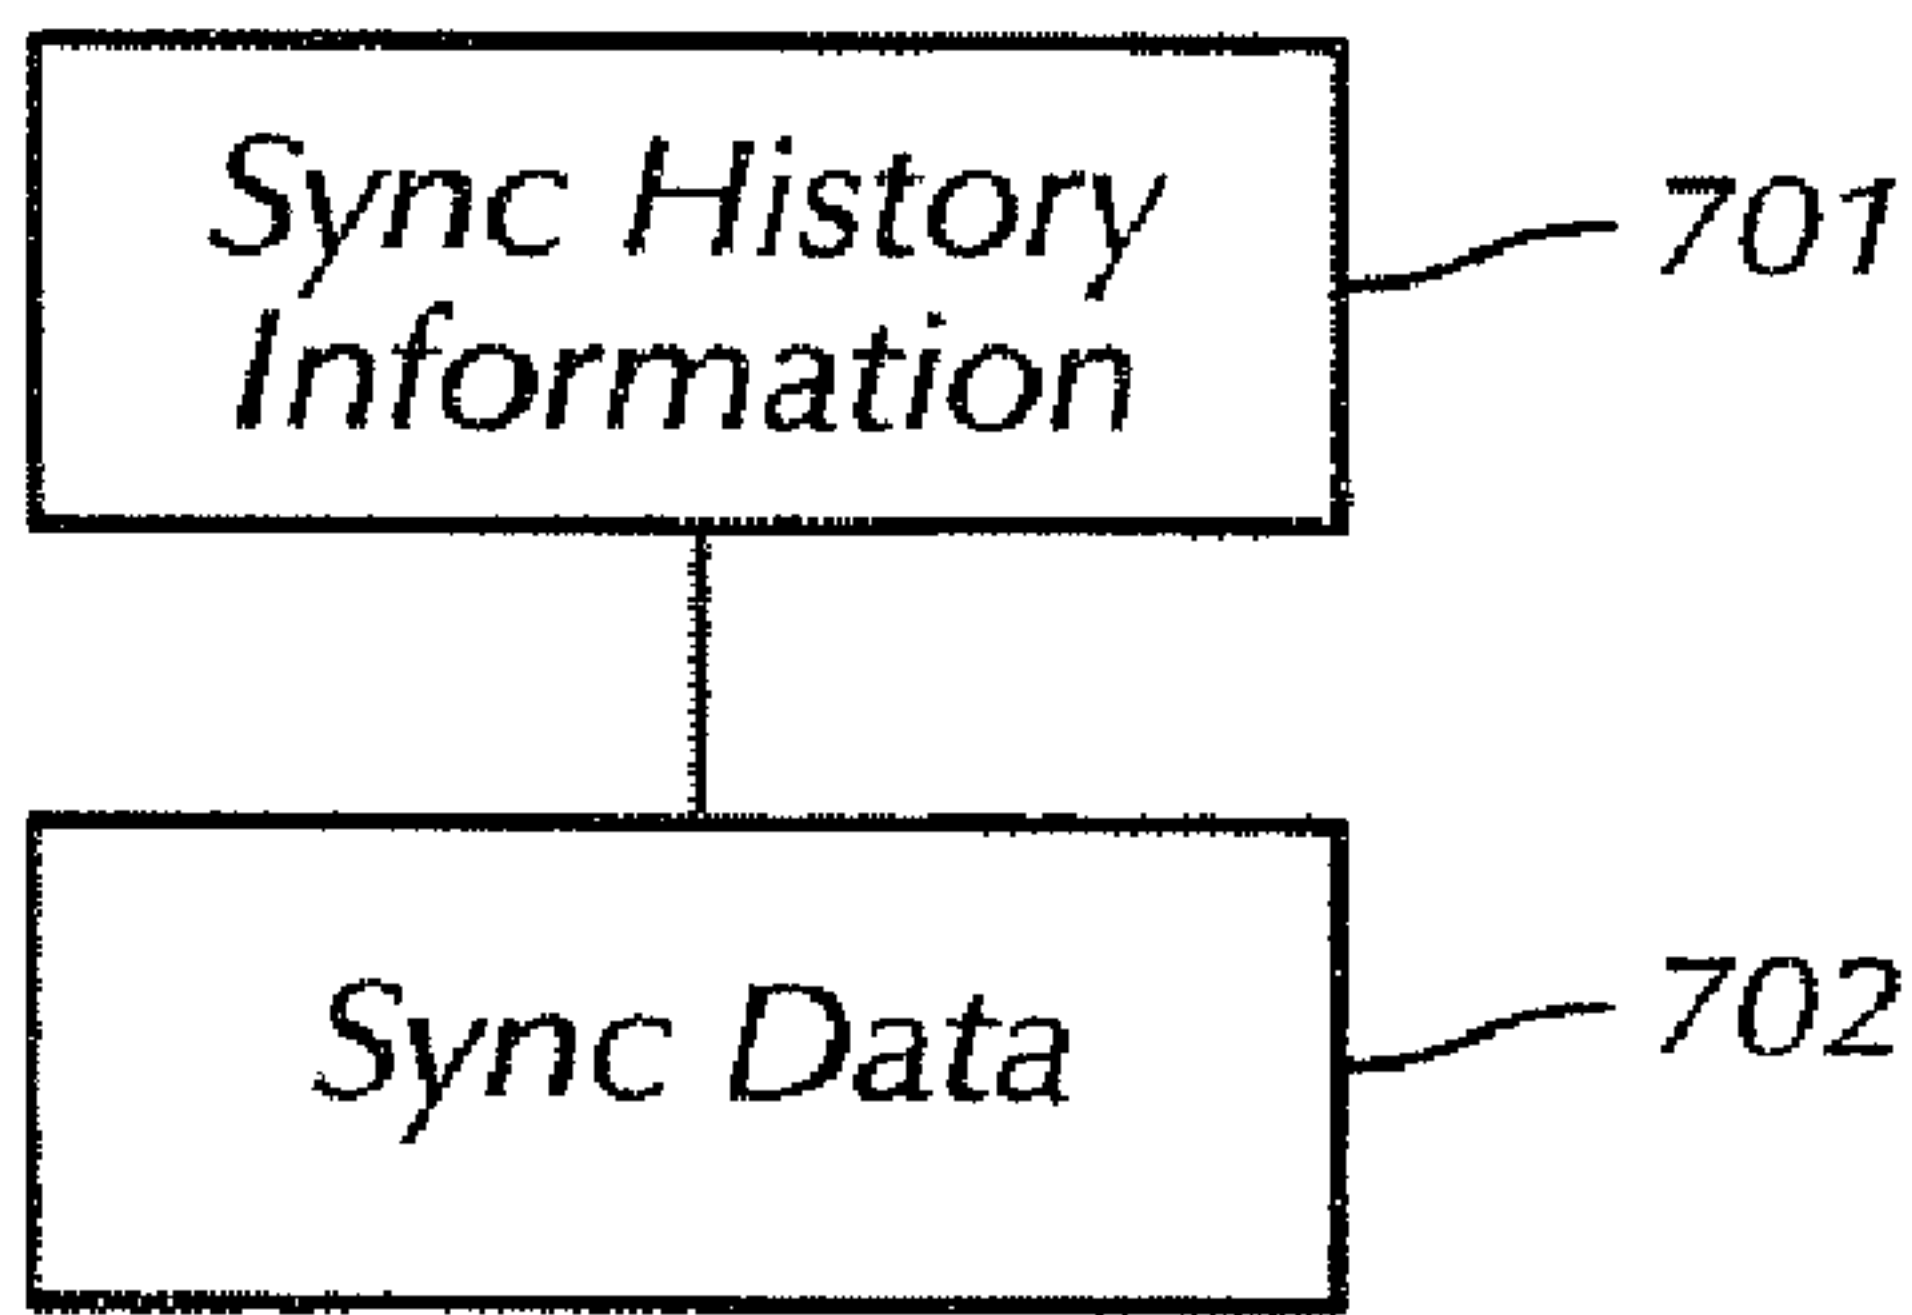 Sync History
Information
701
Sync Data
702